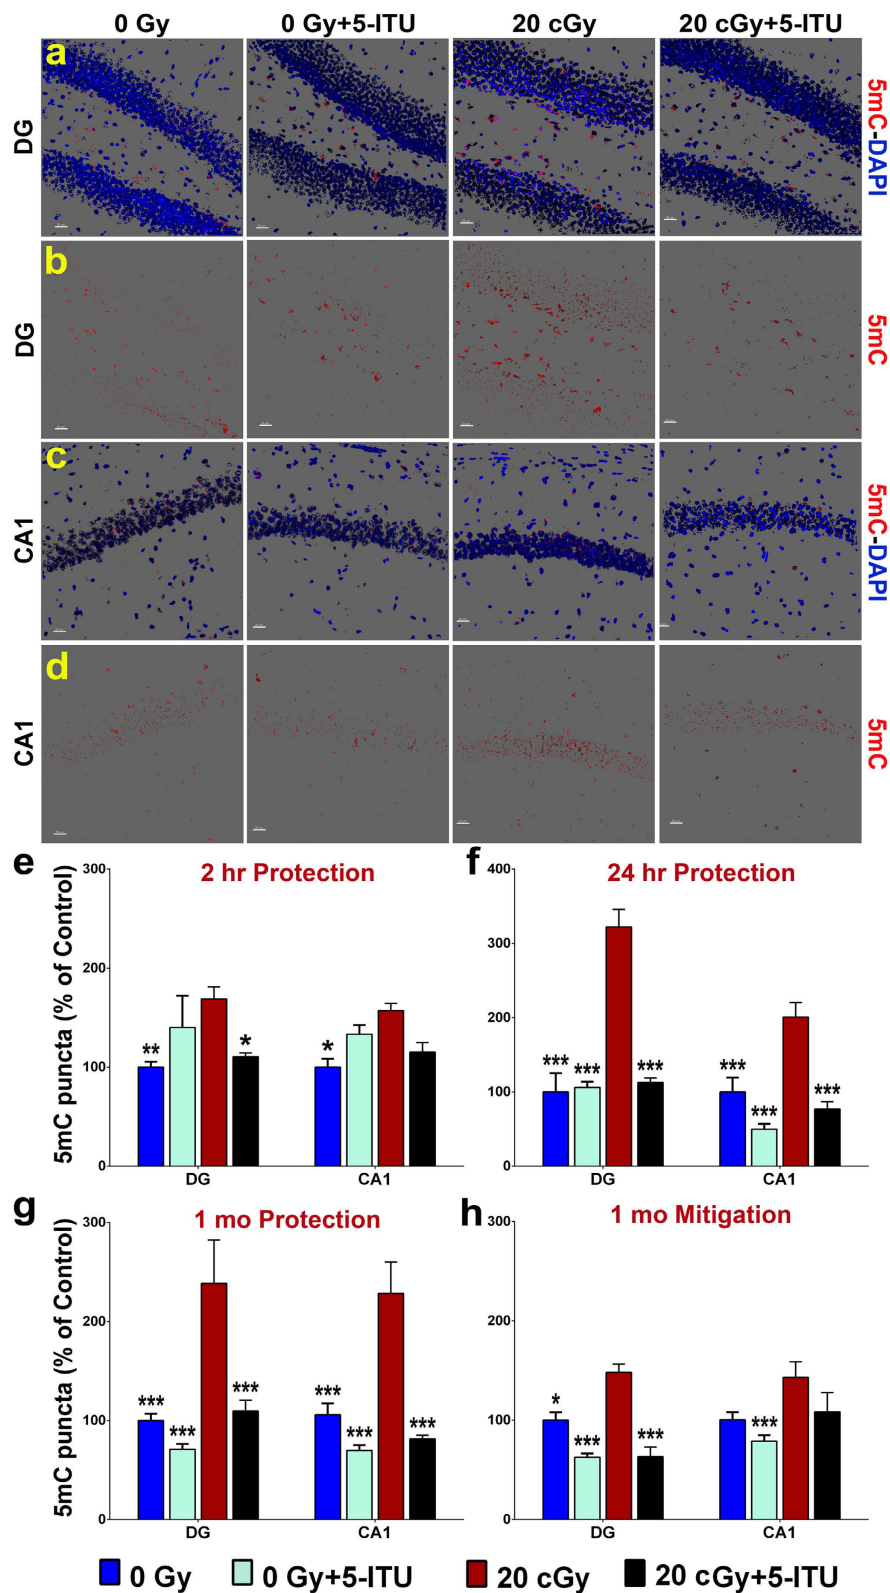 0 Gy 0 Gy+5-ITU 20 cGy 20 cGy+5-ITU
a
DG
5mC-DAPI
b
DG
5mC
c
CA1
5mC-DAPI
d
CA1
5mC
e
2 hr Protection
5mC puncta (% of Control)
300
200
100
0
** * *
DG CA1
f
24 hr Protection
400
300
200
100
0
*** *** *** *** *** ***
DG CA1
g
1 mo Protection
5mC puncta (% of Control)
300
200
100
0
*** *** *** *** *** ***
DG CA1
h
1 mo Mitigation
300
200
100
0
* *** *** ***
DG CA1
0 Gy 0 Gy+5-ITU 20 cGy 20 cGy+5-ITU